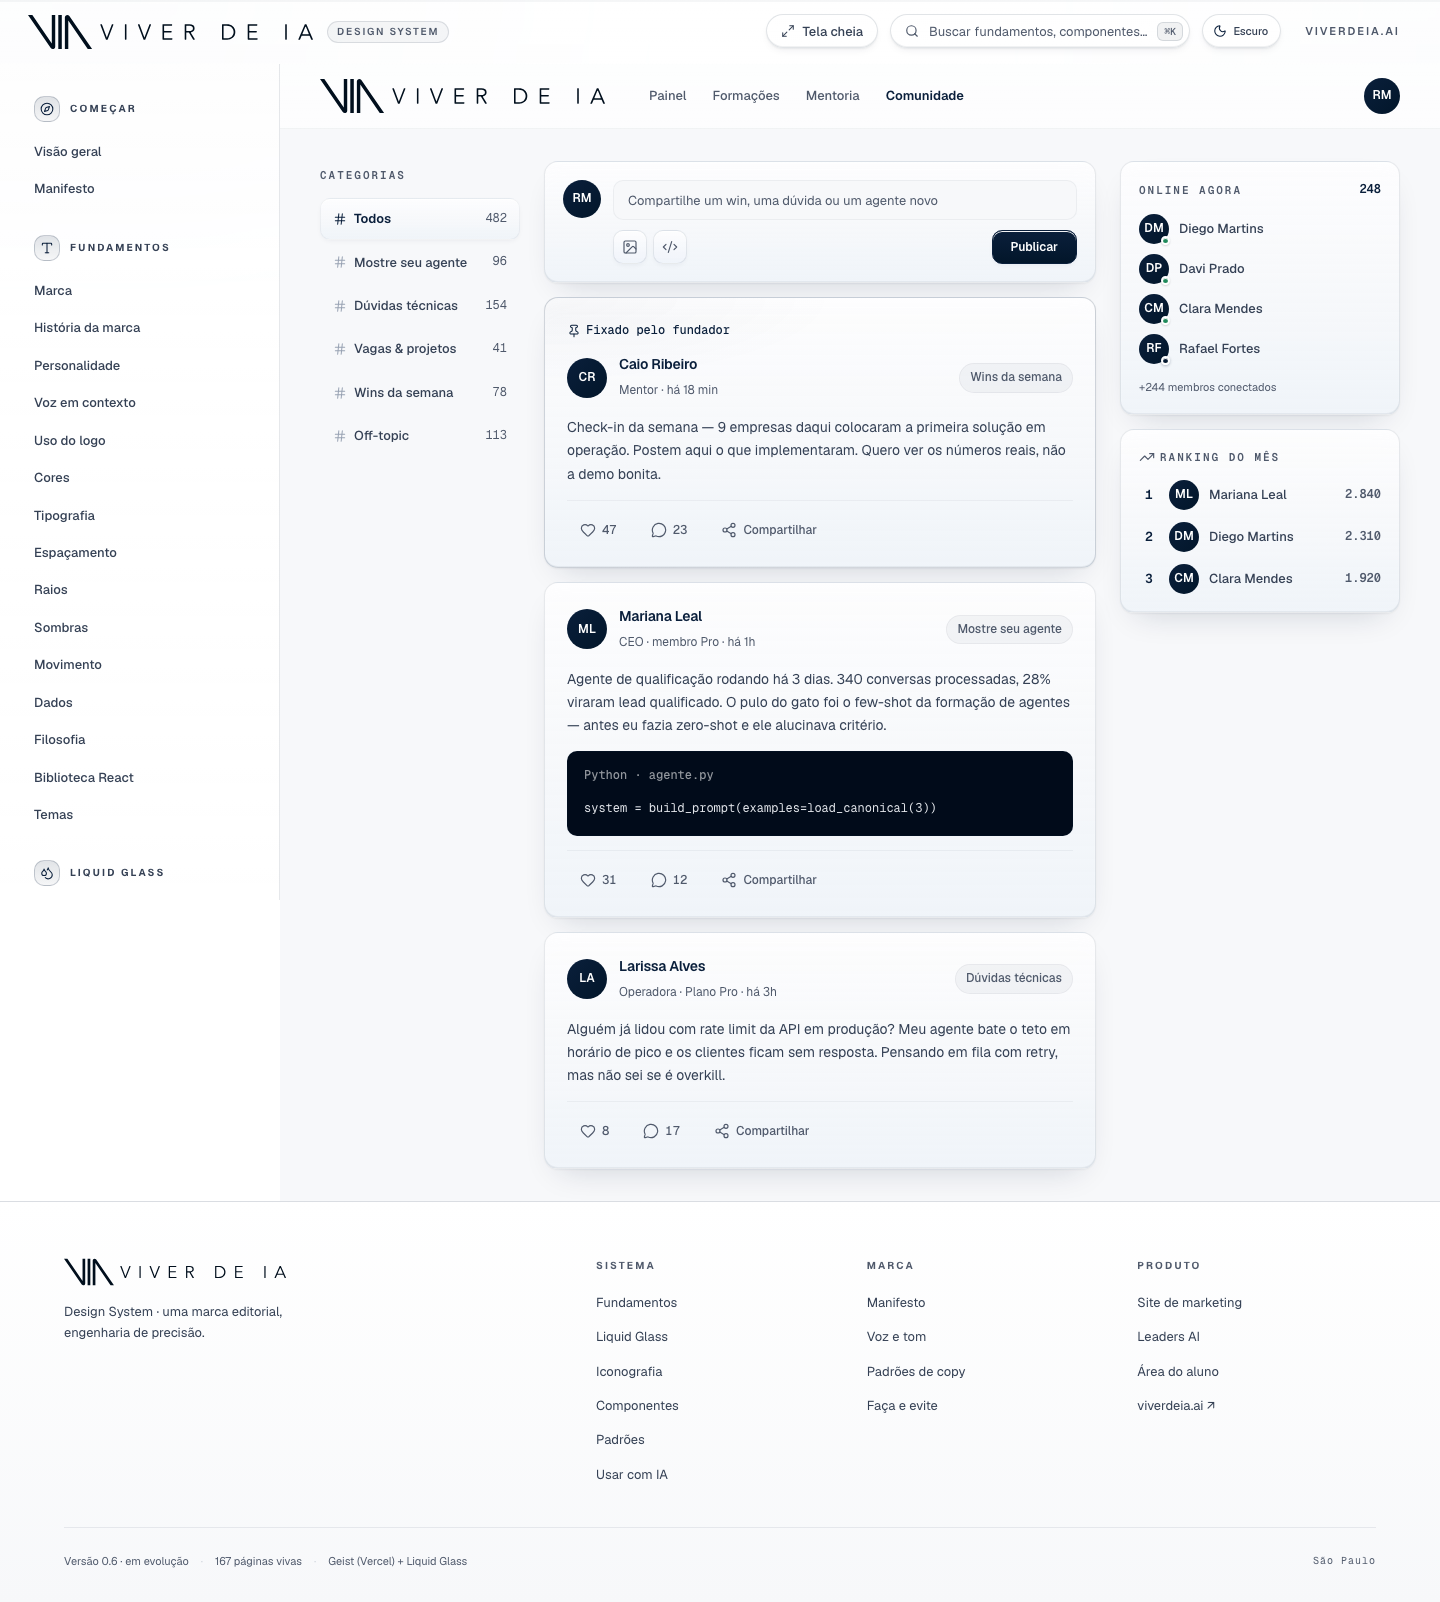 VIVER DE IA
DESIGN SYSTEM
Tela cheia
Buscar fundamentos, componentes...
⌘K
Escuro
VIVERDEIA.AI
COMEÇAR
Visão geral
Manifesto
FUNDAMENTOS
Marca
História da marca
Personalidade
Voz em contexto
Uso do logo
Cores
Tipografia
Espaçamento
Raios
Sombras
Movimento
Dados
Filosofia
Biblioteca React
Temas
LIQUID GLASS
VIVER DE IA
Painel
Formações
Mentoria
Comunidade
RM
CATEGORIAS
Todos 482
Mostre seu agente 96
Dúvidas técnicas 154
Vagas & projetos 41
Wins da semana 78
Off-topic 113
RM
Compartilhe um win, uma dúvida ou um agente novo
Publicar
Fixado pelo fundador
CR
Caio Ribeiro
Mentor · há 18 min
Wins da semana
Check-in da semana — 9 empresas daqui colocaram a primeira solução em
operação. Postem aqui o que implementaram. Quero ver os números reais, não
a demo bonita.
47
23
Compartilhar
ML
Mariana Leal
CEO · membro Pro · há 1h
Mostre seu agente
Agente de qualificação rodando há 3 dias. 340 conversas processadas, 28%
viraram lead qualificado. O pulo do gato foi o few-shot da formação de agentes
— antes eu fazia zero-shot e ele alucinava critério.
Python · agente.py
system = build_prompt(examples=load_canonical(3))
31
12
Compartilhar
LA
Larissa Alves
Operadora · Plano Pro · há 3h
Dúvidas técnicas
Alguém já lidou com rate limit da API em produção? Meu agente bate o teto em
horário de pico e os clientes ficam sem resposta. Pensando em fila com retry,
mas não sei se é overkill.
8
17
Compartilhar
ONLINE AGORA 248
DM Diego Martins
DP Davi Prado
CM Clara Mendes
RF Rafael Fortes
+244 membros conectados
RANKING DO MÊS
1 ML Mariana Leal 2.840
2 DM Diego Martins 2.310
3 CM Clara Mendes 1.920
VIVER DE IA
Design System · uma marca editorial,
engenharia de precisão.
SISTEMA
Fundamentos
Liquid Glass
Iconografia
Componentes
Padrões
Usar com IA
MARCA
Manifesto
Voz e tom
Padrões de copy
Faça e evite
PRODUTO
Site de marketing
Leaders AI
Área do aluno
viverdeia.ai ↗
Versão 0.6 · em evolução · 167 páginas vivas · Geist (Vercel) + Liquid Glass
São Paulo